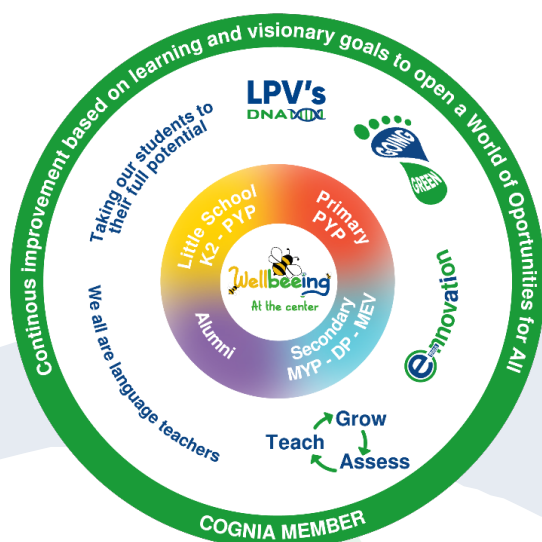 Continous improvement based on learning and visionary goals to open a World of Oportunities for All
LPV's
DNA
GOING
GREEN
e-nnovation
Grow
Assess
Teach
We all are language teachers
Taking our students to
their full potential
Little School
K2 - PYP
Primary
PYP
Secondary
MYP - DP - MEV
Alumni
Wellbeeing
At the center
COGNIA MEMBER